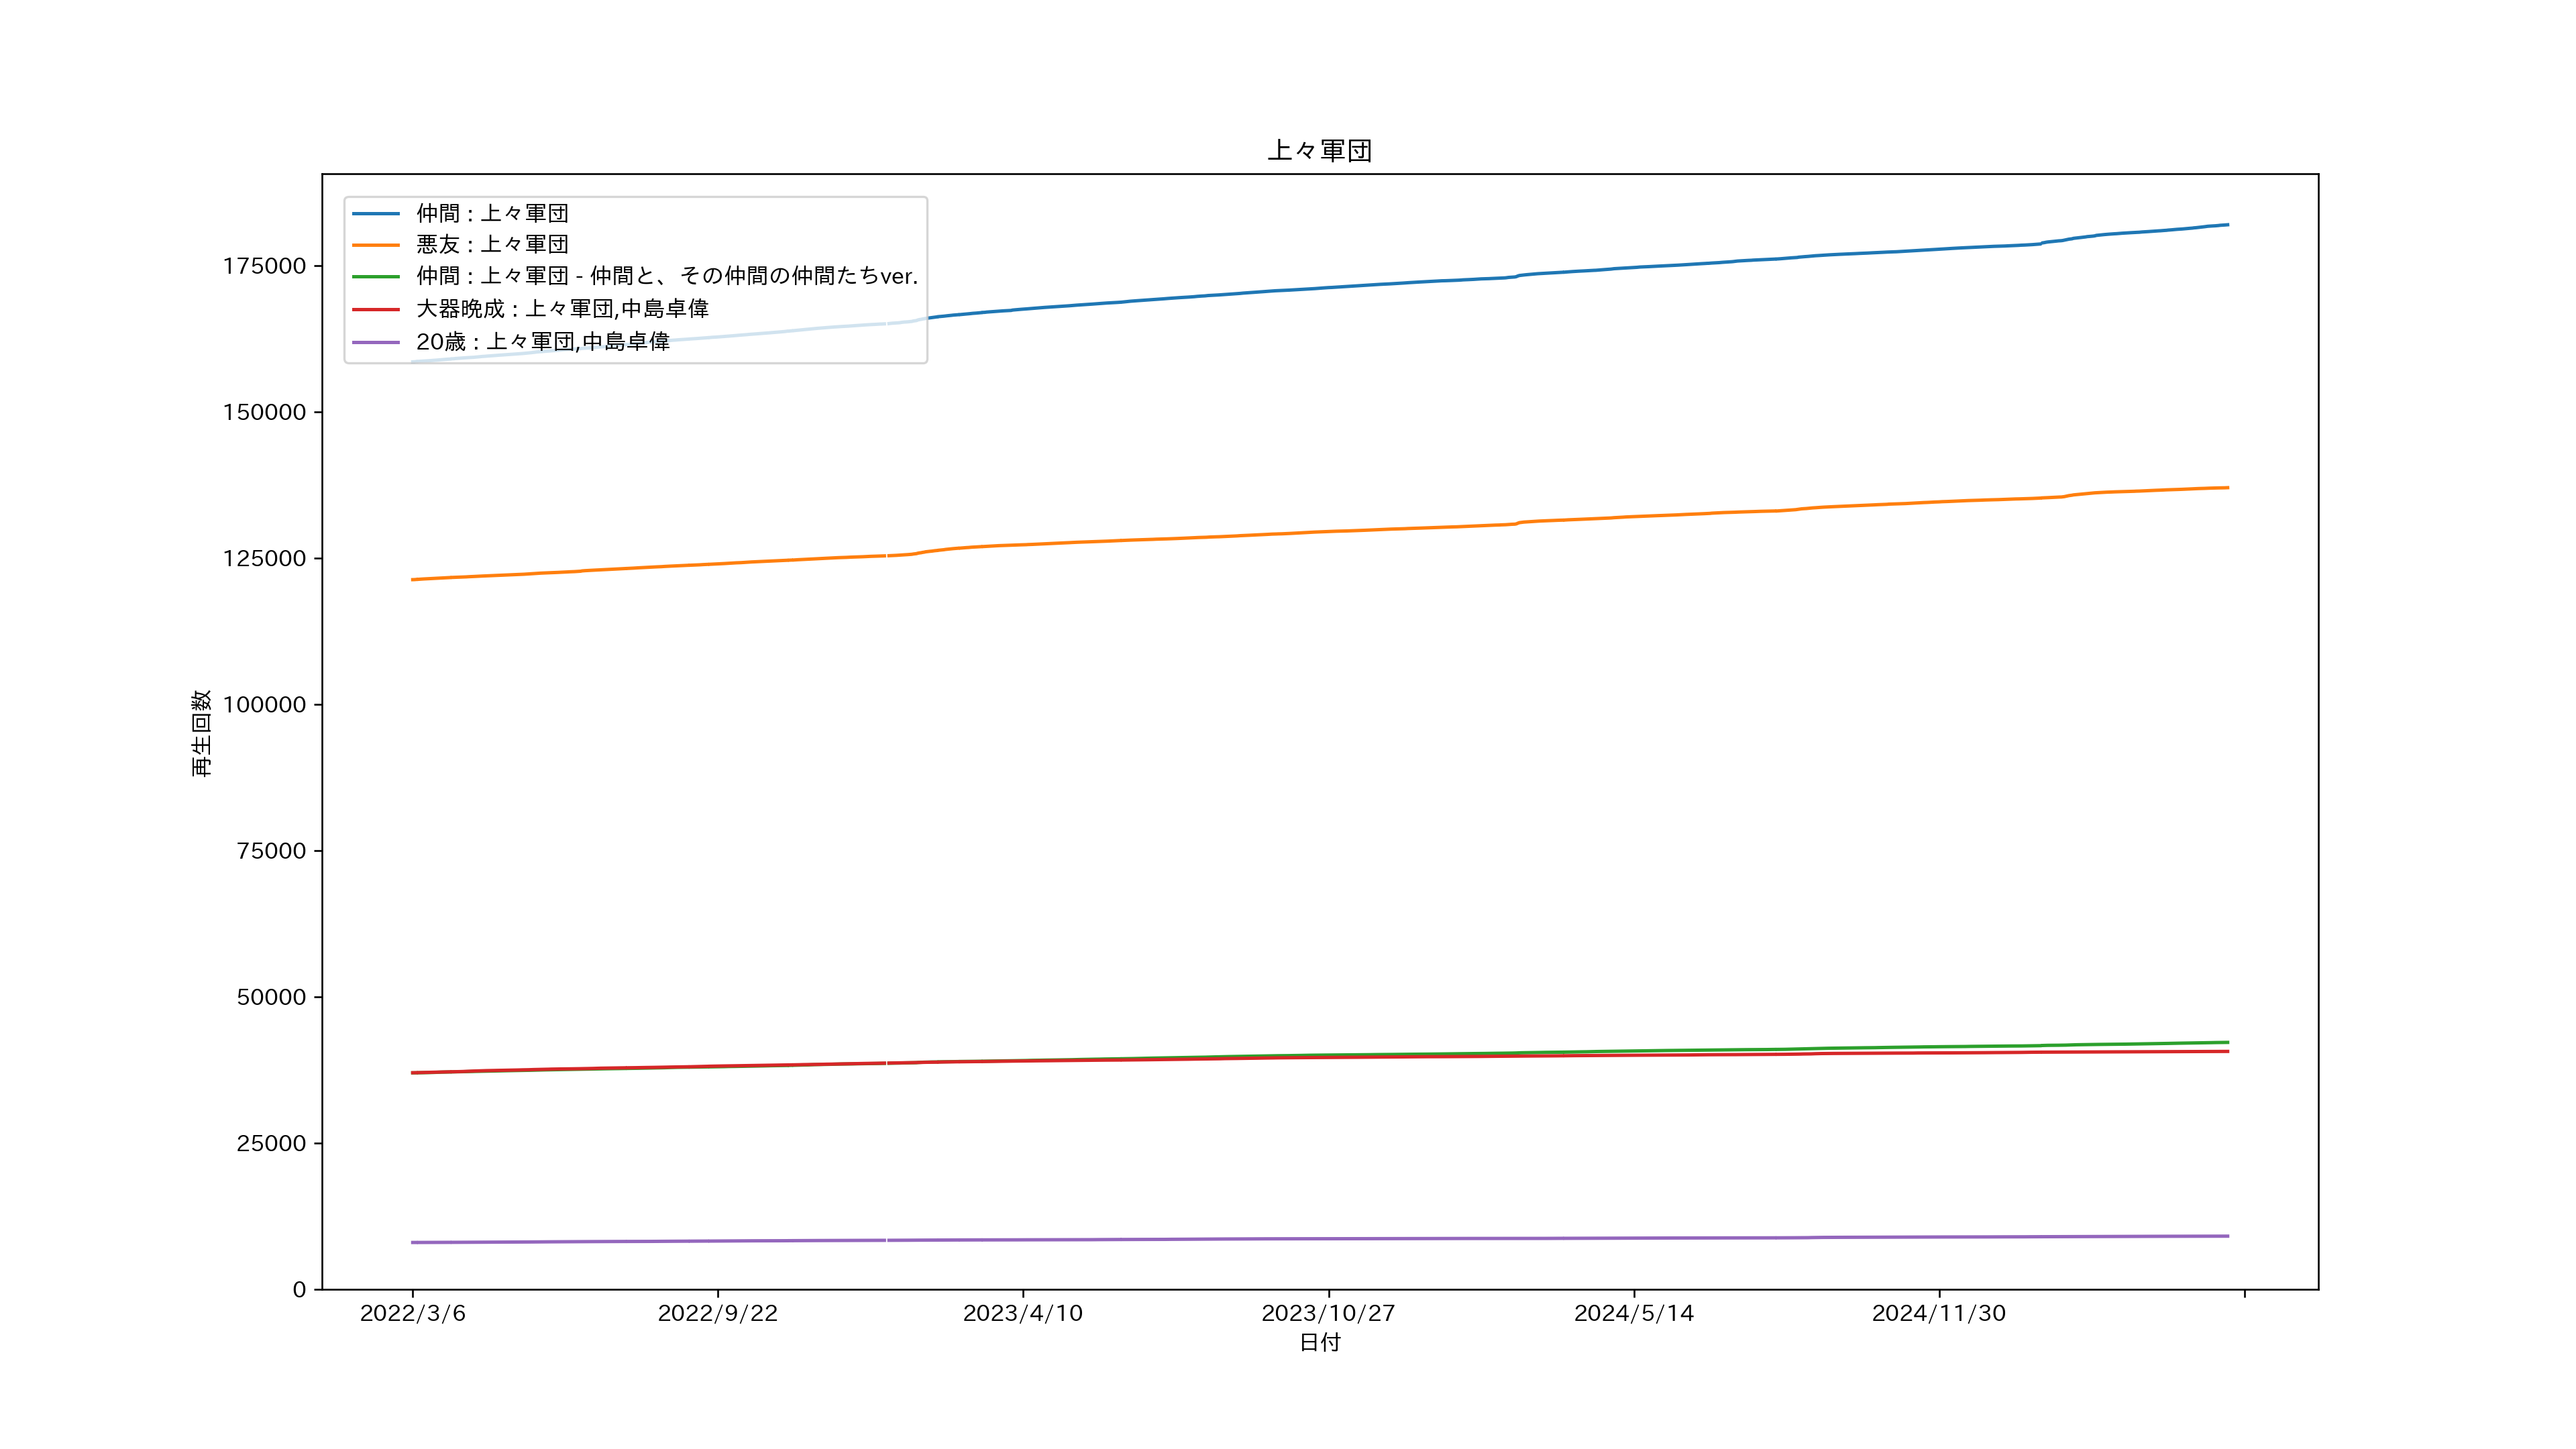 上々軍団
仲間 : 上々軍団
悪友 : 上々軍団
仲間 : 上々軍団 - 仲間と、その仲間の仲間たちver.
大器晩成 : 上々軍団,中島卓偉
20歳 : 上々軍団,中島卓偉
175000
150000
125000
100000
75000
50000
25000
0
再生回数
2022/3/6
2022/9/22
2023/4/10
2023/10/27
2024/5/14
2024/11/30
日付